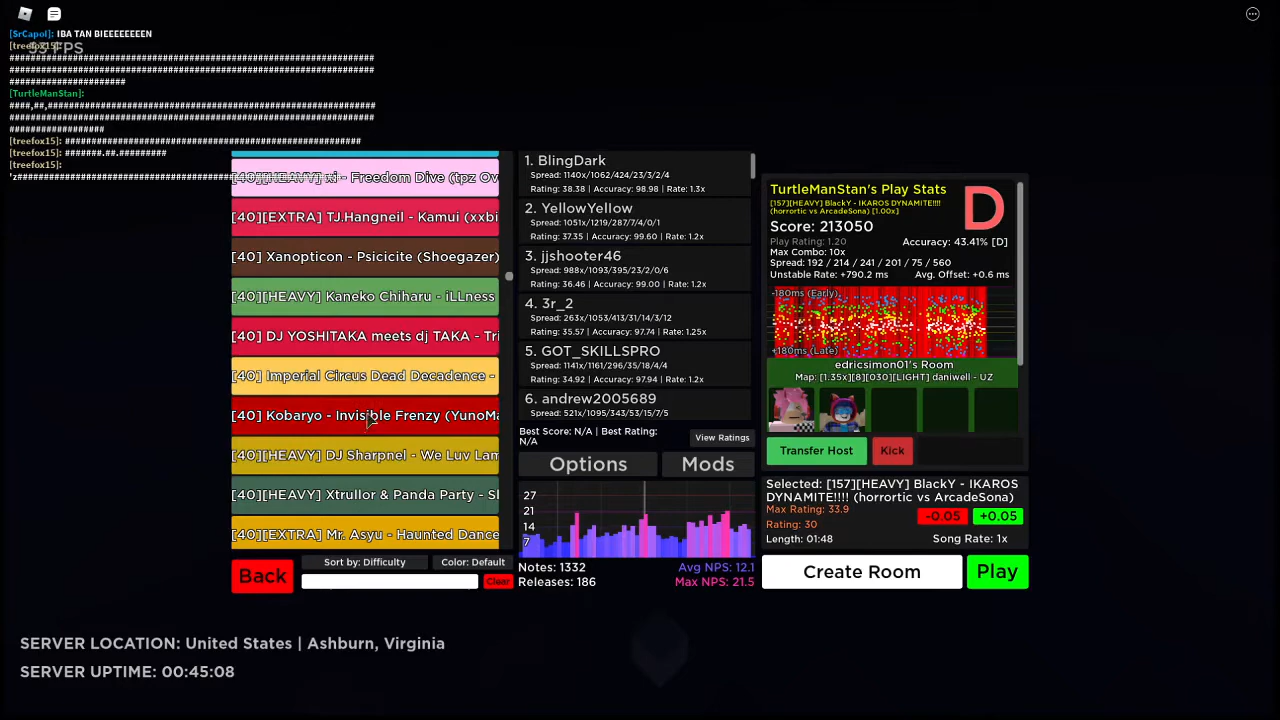 [SrCapol]: IBA TAN BIEEEEEEEEN
[treefox15]:
55 FPS
#########################################################################
#########################################################################
#######################
[TurtleManStan]:
####,##,################################################################
#########################################################################
###################
[treefox15]: ##########################################################
[treefox15]: #######.##.#########
[treefox15]:
[40][HEAVY] xi - Freedom Dive (tpz Ov
[40][EXTRA] TJ.Hangneil - Kamui (xxbi
[40] Xanopticon - Psicicite (Shoegazer)
[40][HEAVY] Kaneko Chiharu - iLLness
[40] DJ YOSHITAKA meets dj TAKA - Tri
[40] Imperial Circus Dead Decadence -
[40] Kobaryo - Invisible Frenzy (YunoMa
[40][HEAVY] DJ Sharpnel - We Luv Lam
[40][HEAVY] Xtrullor & Panda Party - Sl
[40][EXTRA] Mr. Asyu - Haunted Dance
Back
Sort by: Difficulty
Color: Default
Clear
1. BlingDark
Spread: 1140x/1062/424/23/3/2/4
Rating: 38.38 | Accuracy: 98.98 | Rate: 1.3x
2. YellowYellow
Spread: 1051x/1219/287/7/4/0/1
Rating: 37.35 | Accuracy: 99.60 | Rate: 1.2x
3. jjshooter46
Spread: 988x/1093/395/23/2/0/6
Rating: 36.46 | Accuracy: 99.00 | Rate: 1.2x
4. 3r_2
Spread: 263x/1053/413/31/14/3/12
Rating: 35.57 | Accuracy: 97.74 | Rate: 1.25x
5. GOT_SKILLSPRO
Spread: 1141x/1161/296/35/18/4/4
Rating: 34.92 | Accuracy: 97.94 | Rate: 1.2x
6. andrew2005689
Spread: 521x/1095/343/53/15/7/5
Best Score: N/A | Best Rating:
N/A
View Ratings
Options
Mods
27
21
14
7
Notes: 1332
Avg NPS: 12.1
Releases: 186
Max NPS: 21.5
TurtleManStan's Play Stats
[157][HEAVY] BlackY - IKAROS DYNAMITE!!!!
(horrortic vs ArcadeSona) [1.00x]
D
Score: 213050
Play Rating: 1.20
Accuracy: 43.41% [D]
Max Combo: 10x
Spread: 192 / 214 / 241 / 201 / 75 / 560
Unstable Rate: +790.2 ms
Avg. Offset: +0.6 ms
-180ms (Early)
+180ms (Late)
edricsimon01's Room
Map: [1.35x][8][030][LIGHT] daniwell - UZ
Transfer Host
Kick
Selected: [157][HEAVY] BlackY - IKAROS
DYNAMITE!!!! (horrortic vs ArcadeSona)
Max Rating: 33.9
Rating: 30
-0.05
+0.05
Length: 01:48
Song Rate: 1x
Create Room
Play
SERVER LOCATION: United States | Ashburn, Virginia
SERVER UPTIME: 00:45:08